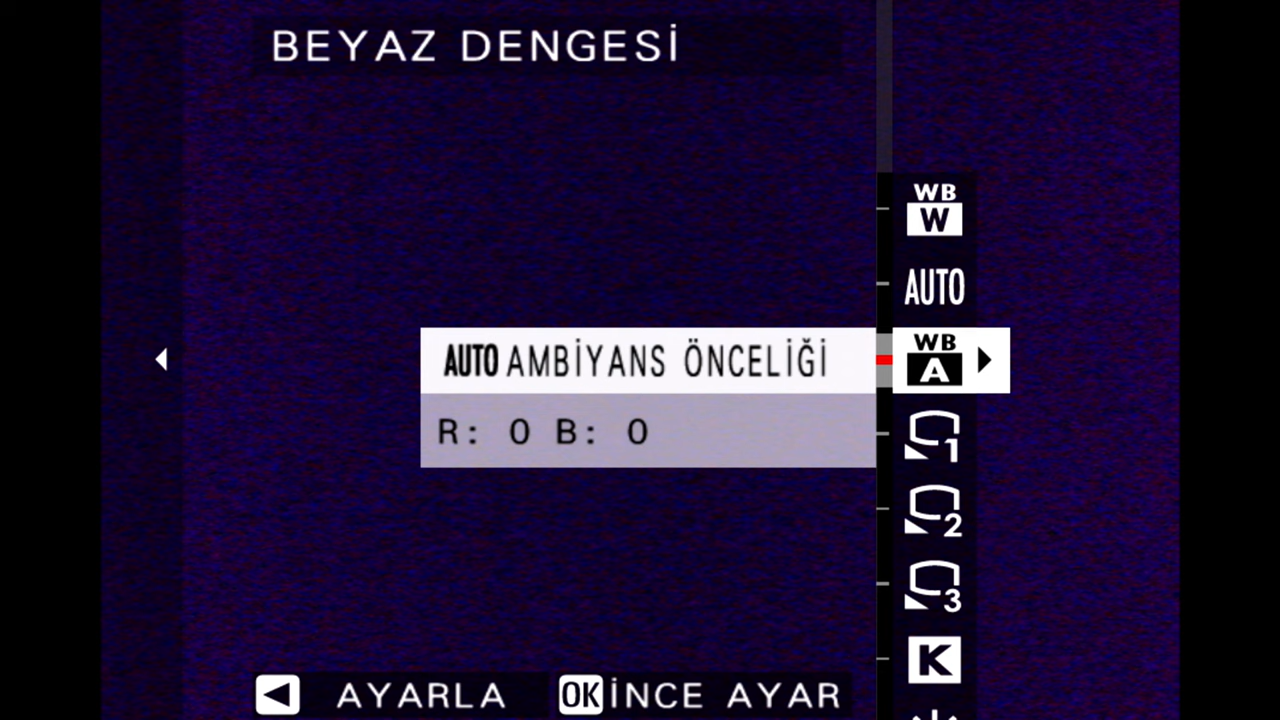 BEYAZ DENGESİ
WB
W
AUTO
AUTO AMBİYANS ÖNCELİĞİ
WB
A
R: 0 B: 0
1
2
3
K
AYARLA
OK İNCE AYAR